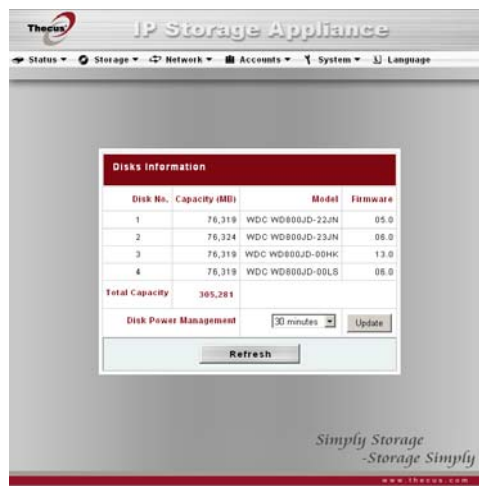 Thecus
IP Storage Appliance
Status Storage Network Accounts System Language
Disks Information
Disk No. Capacity (MB) Model Firmware
1 76,319 WDC WD800JD-22JN 05.0
2 76,324 WDC WD800JD-23JN 06.0
3 76,319 WDC WD800JD-00HK 13.0
4 76,319 WDC WD800JD-00LS 06.0
Total Capacity 305,281
Disk Power Management 30 minutes Update
Refresh
Simply Storage
-Storage Simply
www.thecus.com